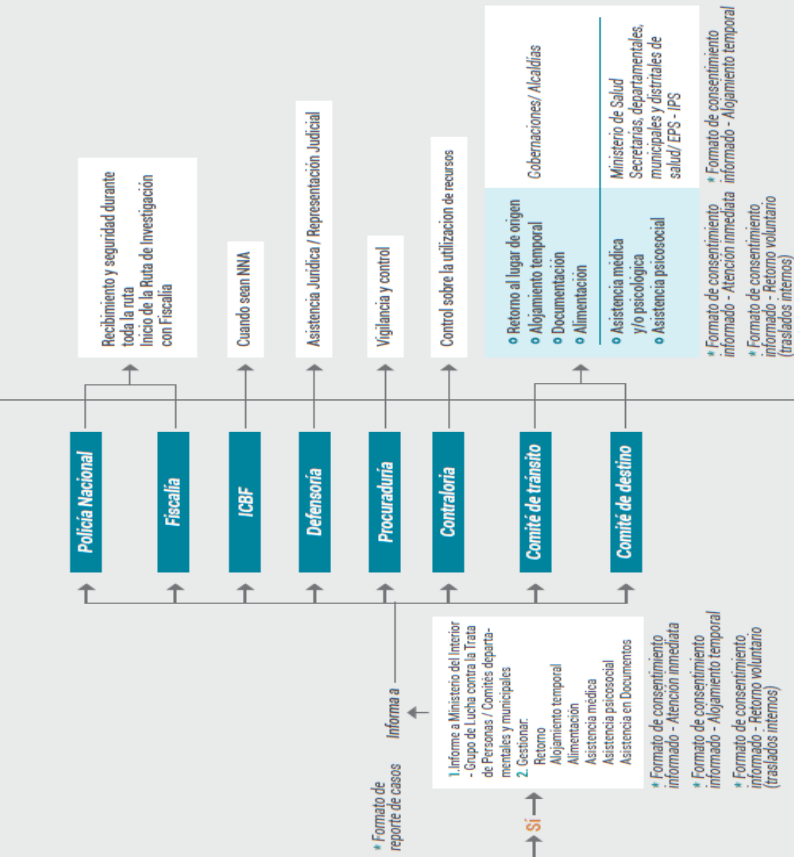 * Formato de
reporte de casos
Informa a
Sí
1.Informe a Ministerio del Interior
- Grupo de Lucha contra la Trata
de Personas / Comités departa-
mentales y municipales
2. Gestionar:
Retorno
Alojamiento temporal
Alimentación
Asistencia médica
Asistencia psicosocial
Asistencia en Documentos
* Formato de consentimiento
informado - Atención inmediata
* Formato de consentimiento
informado - Alojamiento temporal
* Formato de consentimiento
informado - Retorno voluntario
(traslados internos)
Policía Nacional
Fiscalía
Recibimiento y seguridad durante
toda la ruta
Inicio de la Ruta de Investigación
con Fiscalia
ICBF
Cuando sean NNA
Defensoría
Asistencia Jurídica / Representación Judicial
Procuraduría
Vigilancia y control
Contraloria
Control sobre la utilizacion de recursos
Comité de tránsito
Comité de destino
o Retorno al lugar de origen
o Alojamiento temporal
o Documentación
o Alimentación
Gobernaciones/ Alcaldías
o Asistencia médica
y/o psicológica
o Asistencia psicosocial
Ministerio de Salud
Secretarias, departamentales,
municipales y distritales de
salud/ EPS - IPS
* Formato de consentimiento
informado - Atención inmediata
* Formato de consentimiento
informado - Alojamiento temporal
* Formato de consentimiento
informado - Retorno voluntario
(traslados internos)